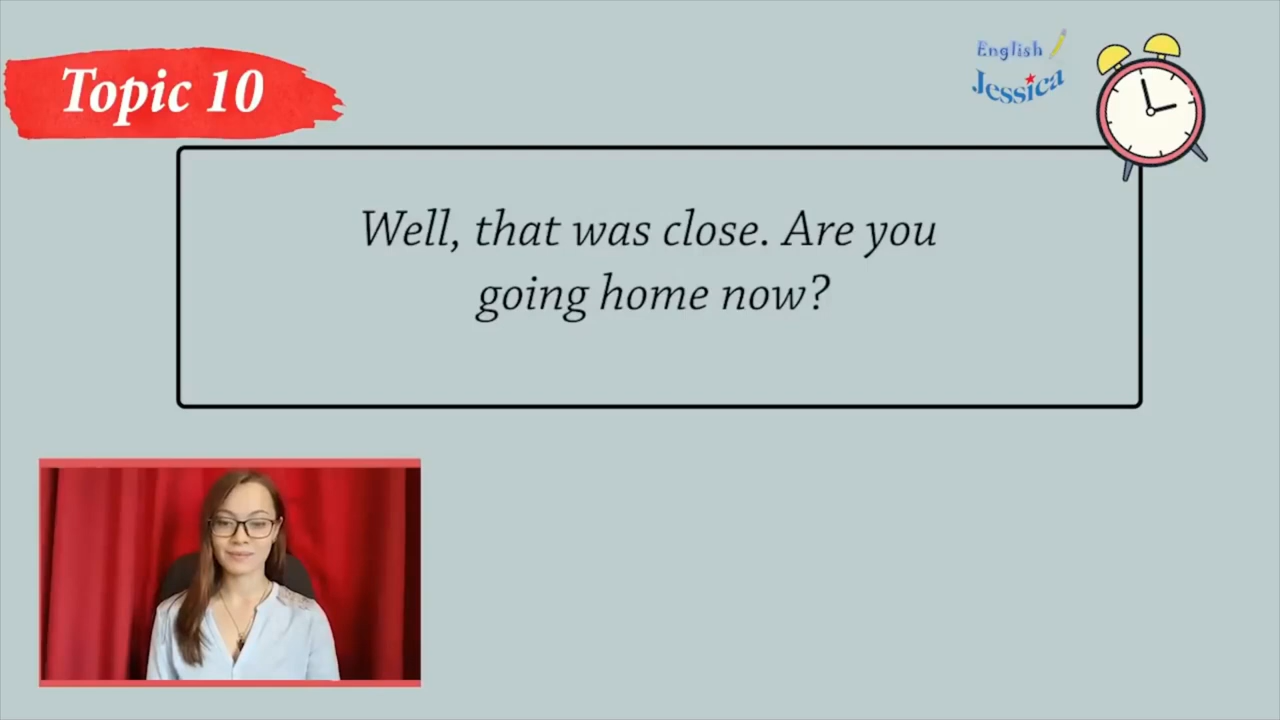 Topic 10
English
Jessica
Well, that was close. Are you
going home now?